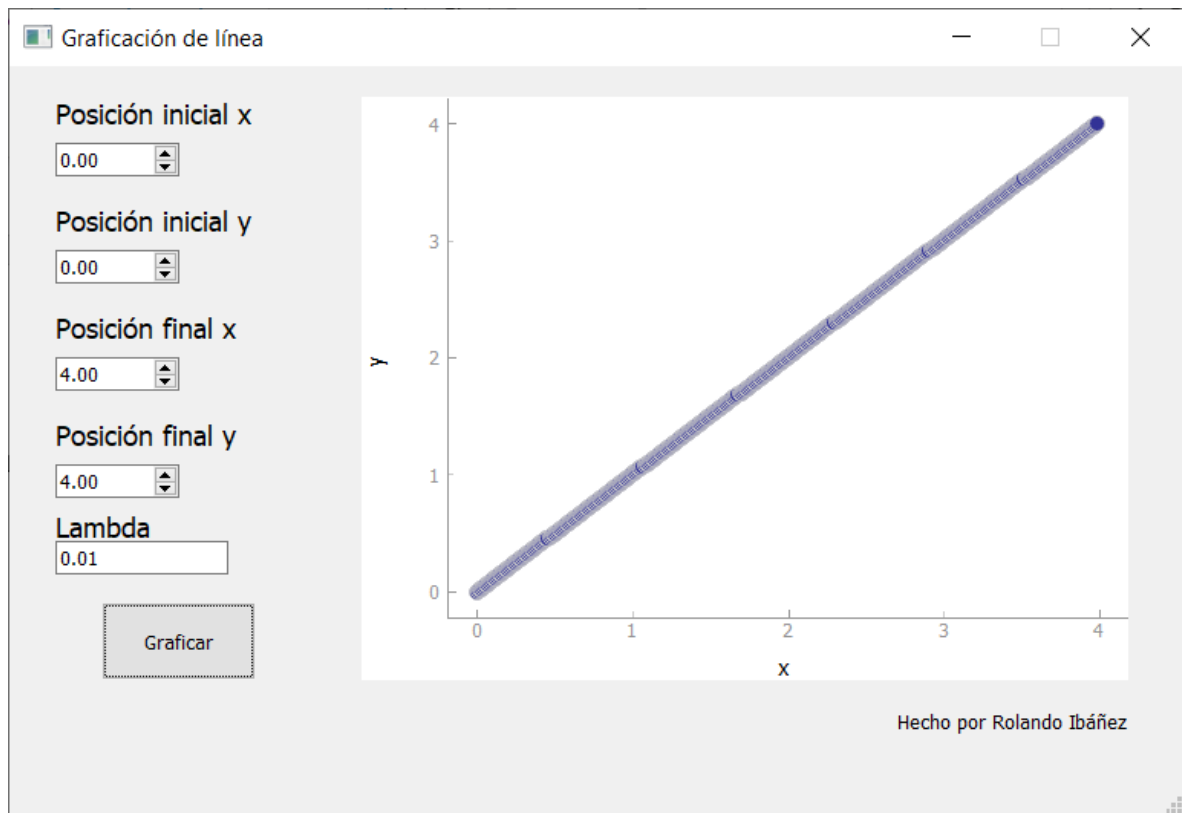 Graficación de línea
Posición inicial x
0.00
Posición inicial y
0.00
Posición final x
4.00
Posición final y
4.00
Lambda
0.01
Graficar
4
3
2
1
0
y
0 1 2 3 4
x
Hecho por Rolando Ibáñez